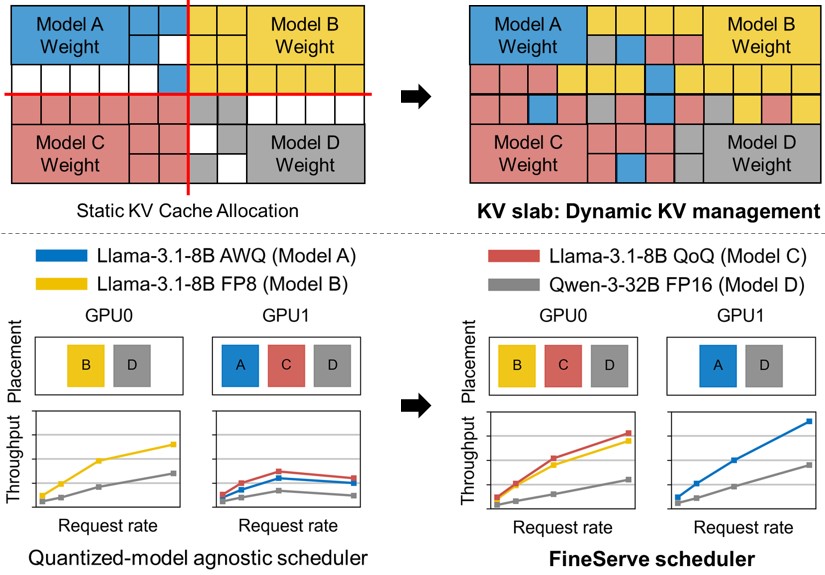 Model A
Weight
Model B
Weight
Model C
Weight
Model D
Weight
Static KV Cache Allocation
Model A
Weight
Model B
Weight
Model C
Weight
Model D
Weight
KV slab: Dynamic KV management
Llama-3.1-8B AWQ (Model A)
Llama-3.1-8B FP8 (Model B)
Llama-3.1-8B QoQ (Model C)
Qwen-3-32B FP16 (Model D)
GPU0
GPU1
Placement
B
D
A
C
D
Throughput
Request rate
Request rate
Quantized-model agnostic scheduler
GPU0
GPU1
Placement
B
C
D
A
D
Throughput
Request rate
Request rate
FineServe scheduler